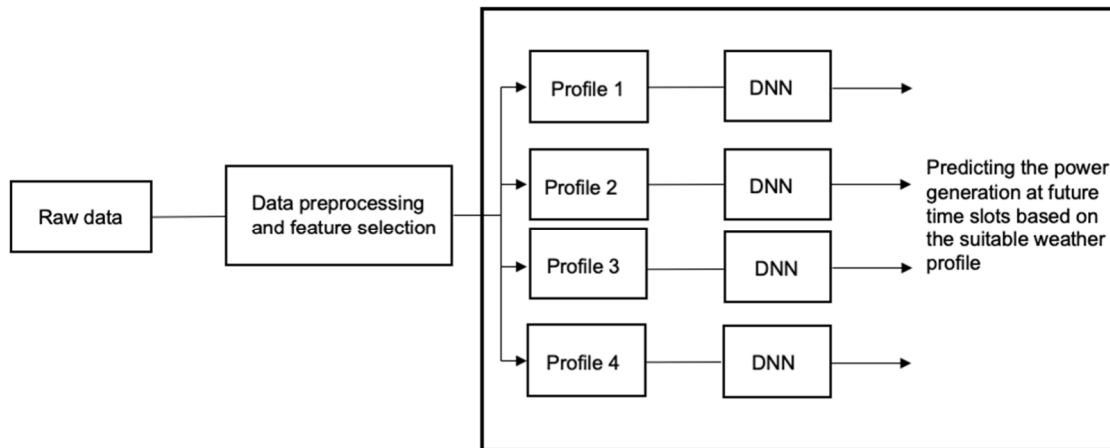 Raw data
Data preprocessing
and feature selection
Profile 1
DNN
Profile 2
DNN
Profile 3
DNN
Profile 4
DNN
Predicting the power
generation at future
time slots based on
the suitable weather
profile